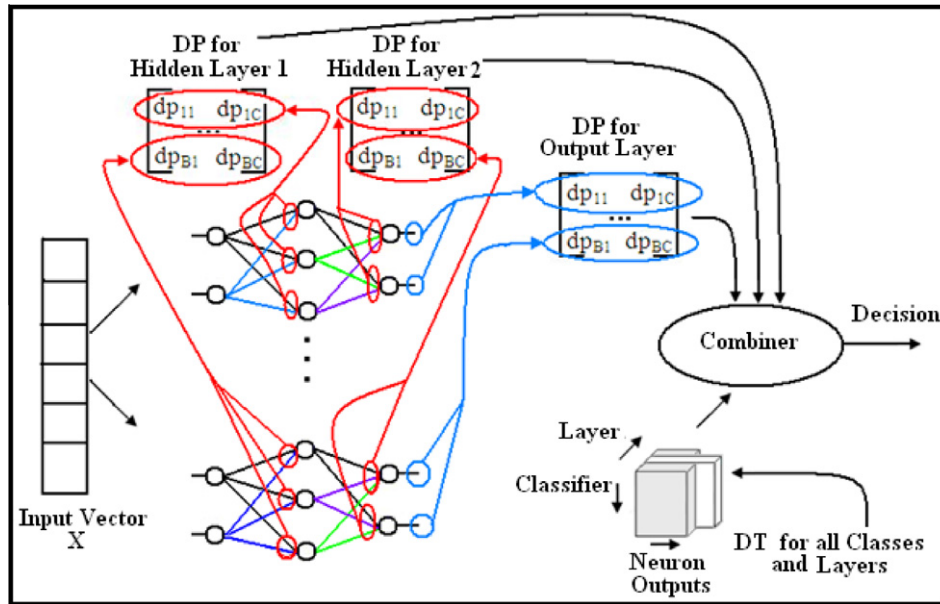 DP for
Hidden Layer 1
DP for
Hidden Layer 2
dp11 dp1C
...
dpB1 dpBC
dp11 dp1C
...
dpB1 dpBC
DP for
Output Layer
dp11 dp1C
...
dpB1 dpBC
Input Vector
X
Combiner
Decision
Layer
Classifier
Neuron
Outputs
DT for all Classes
and Layers